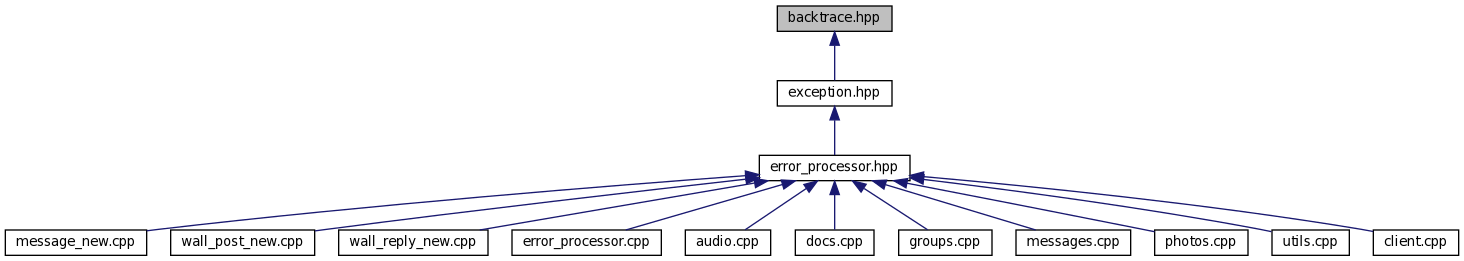 backtrace.hpp
exception.hpp
error_processor.hpp
message_new.cpp
wall_post_new.cpp
wall_reply_new.cpp
error_processor.cpp
audio.cpp
docs.cpp
groups.cpp
messages.cpp
photos.cpp
utils.cpp
client.cpp